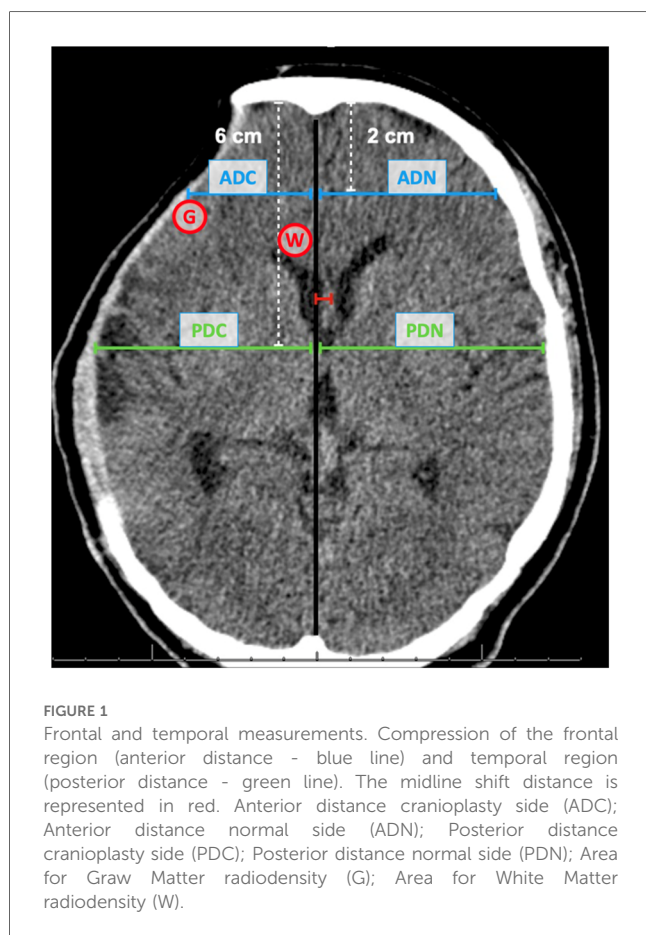 6 cm
2 cm
ADC
ADN
G
W
PDC
PDN
FIGURE 1
Frontal and temporal measurements. Compression of the frontal
region (anterior distance - blue line) and temporal region
(posterior distance - green line). The midline shift distance is
represented in red. Anterior distance cranioplasty side (ADC);
Anterior distance normal side (ADN); Posterior distance
cranioplasty side (PDC); Posterior distance normal side (PDN); Area
for Graw Matter radiodensity (G); Area for White Matter
radiodensity (W).